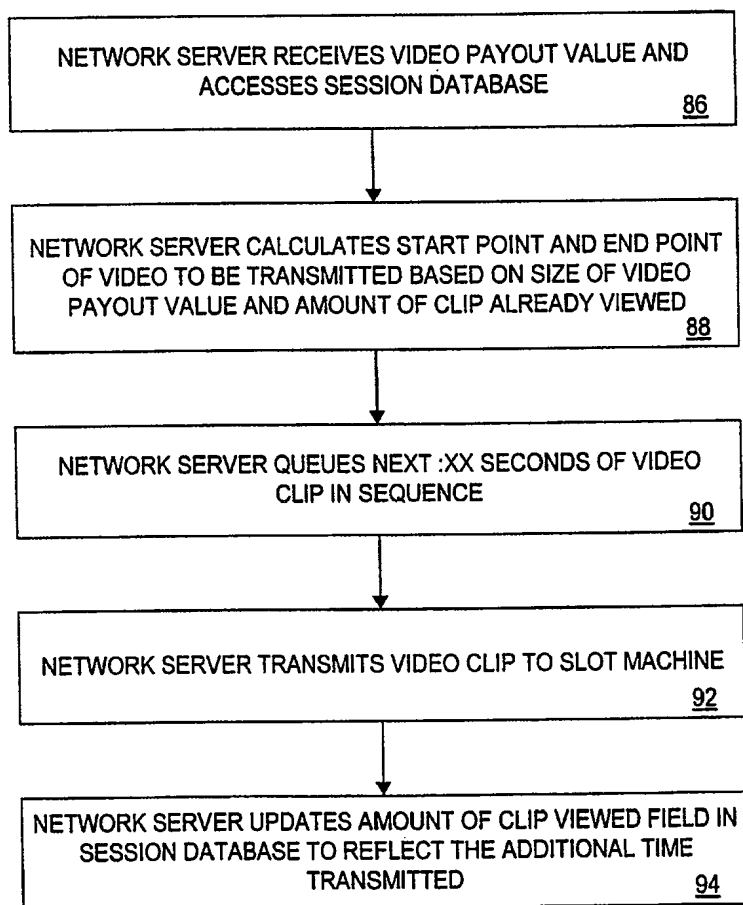 NETWORK SERVER RECEIVES VIDEO PAYOUT VALUE AND
ACCESSES SESSION DATABASE
86
NETWORK SERVER CALCULATES START POINT AND END POINT
OF VIDEO TO BE TRANSMITTED BASED ON SIZE OF VIDEO
PAYOUT VALUE AND AMOUNT OF CLIP ALREADY VIEWED
88
NETWORK SERVER QUEUES NEXT :XX SECONDS OF VIDEO
CLIP IN SEQUENCE
90
NETWORK SERVER TRANSMITS VIDEO CLIP TO SLOT MACHINE
92
NETWORK SERVER UPDATES AMOUNT OF CLIP VIEWED FIELD IN
SESSION DATABASE TO REFLECT THE ADDITIONAL TIME
TRANSMITTED
94